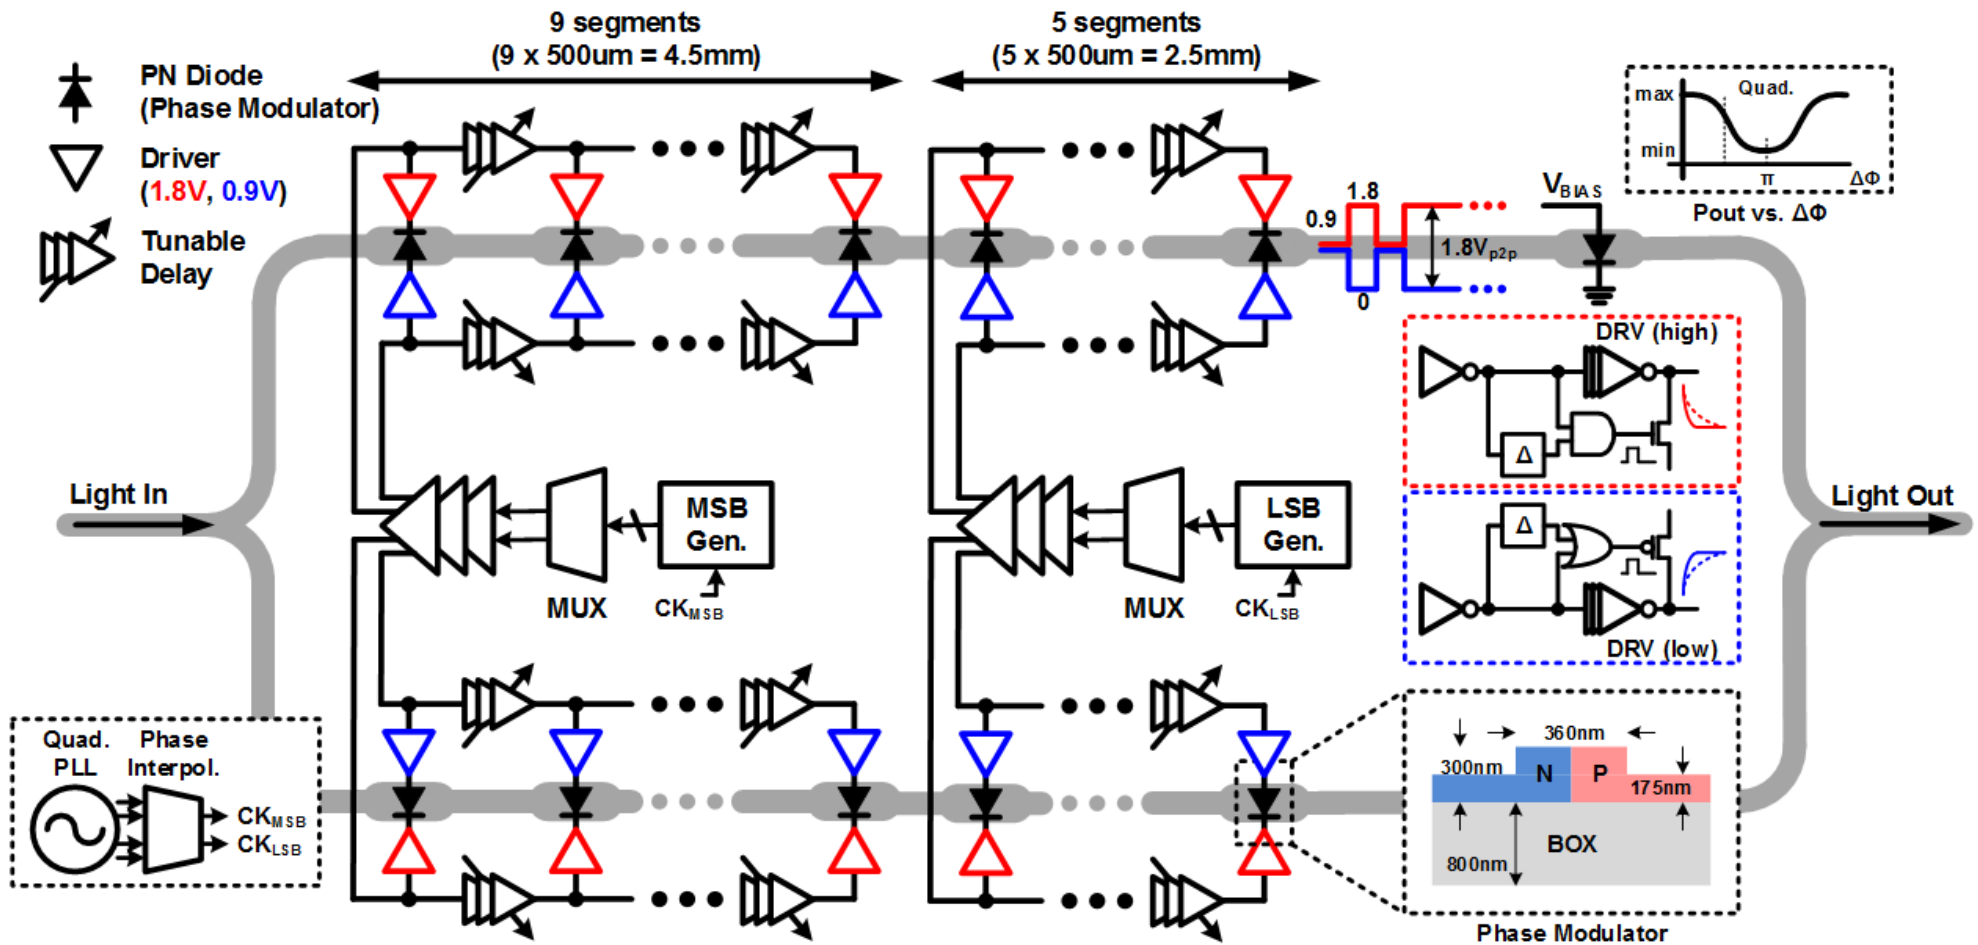 9 segments
(9 x 500um = 4.5mm)
5 segments
(5 x 500um = 2.5mm)
PN Diode
(Phase Modulator)
Driver
(1.8V, 0.9V)
Tunable
Delay
max
Quad.
min
π
ΔΦ
Pout vs. ΔΦ
VBIAS
1.8
0.9
1.8Vp2p
0
DRV (high)
Δ
Light In
MSB
Gen.
MUX
CKMSB
LSB
Gen.
MUX
CKLSB
Light Out
Δ
DRV (low)
Quad.
PLL
Phase
Interpol.
CKMSB
CKLSB
360nm
300nm
N
P
175nm
BOX
800nm
Phase Modulator